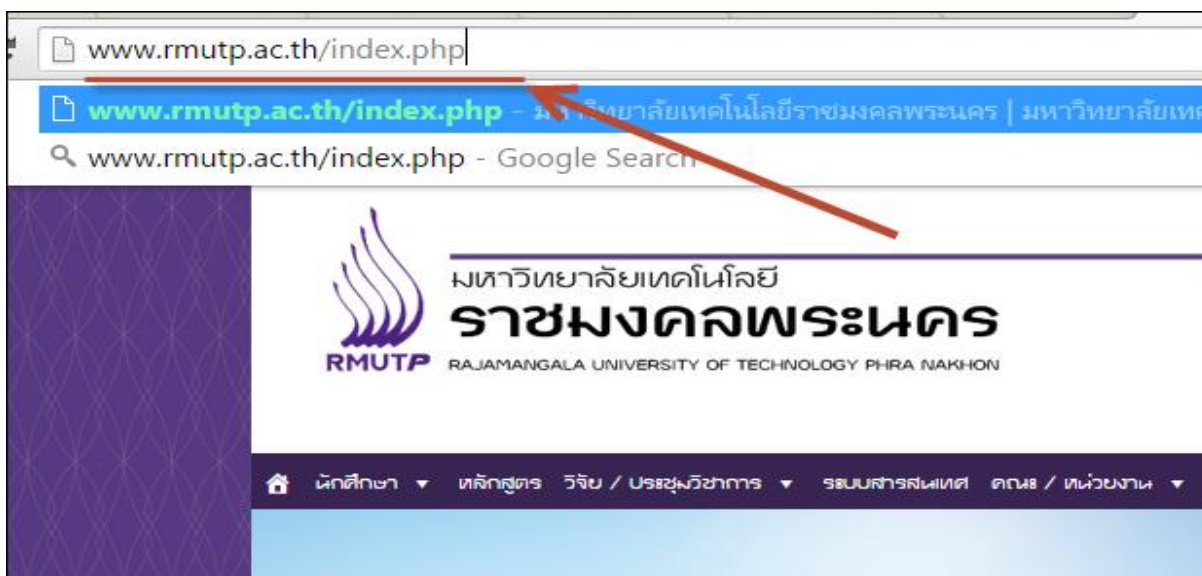 www.rmutp.ac.th/index.php
www.rmutp.ac.th/index.php - มหาวิทยาลัยเทคโนโลยีราชมงคลพระนคร | มหาวิทยาลัยเท
www.rmutp.ac.th/index.php - Google Search
มหาวิทยาลัยเทคโนโลยี
ราชมงคลพระนคร
RMUTP RAJAMANGALA UNIVERSITY OF TECHNOLOGY PHRA NAKHON
นักศึกษา หลักสูตร วิจัย / ประชุมวิชาการ ระบบสารสนเทศ คณะ / หน่วยงาน